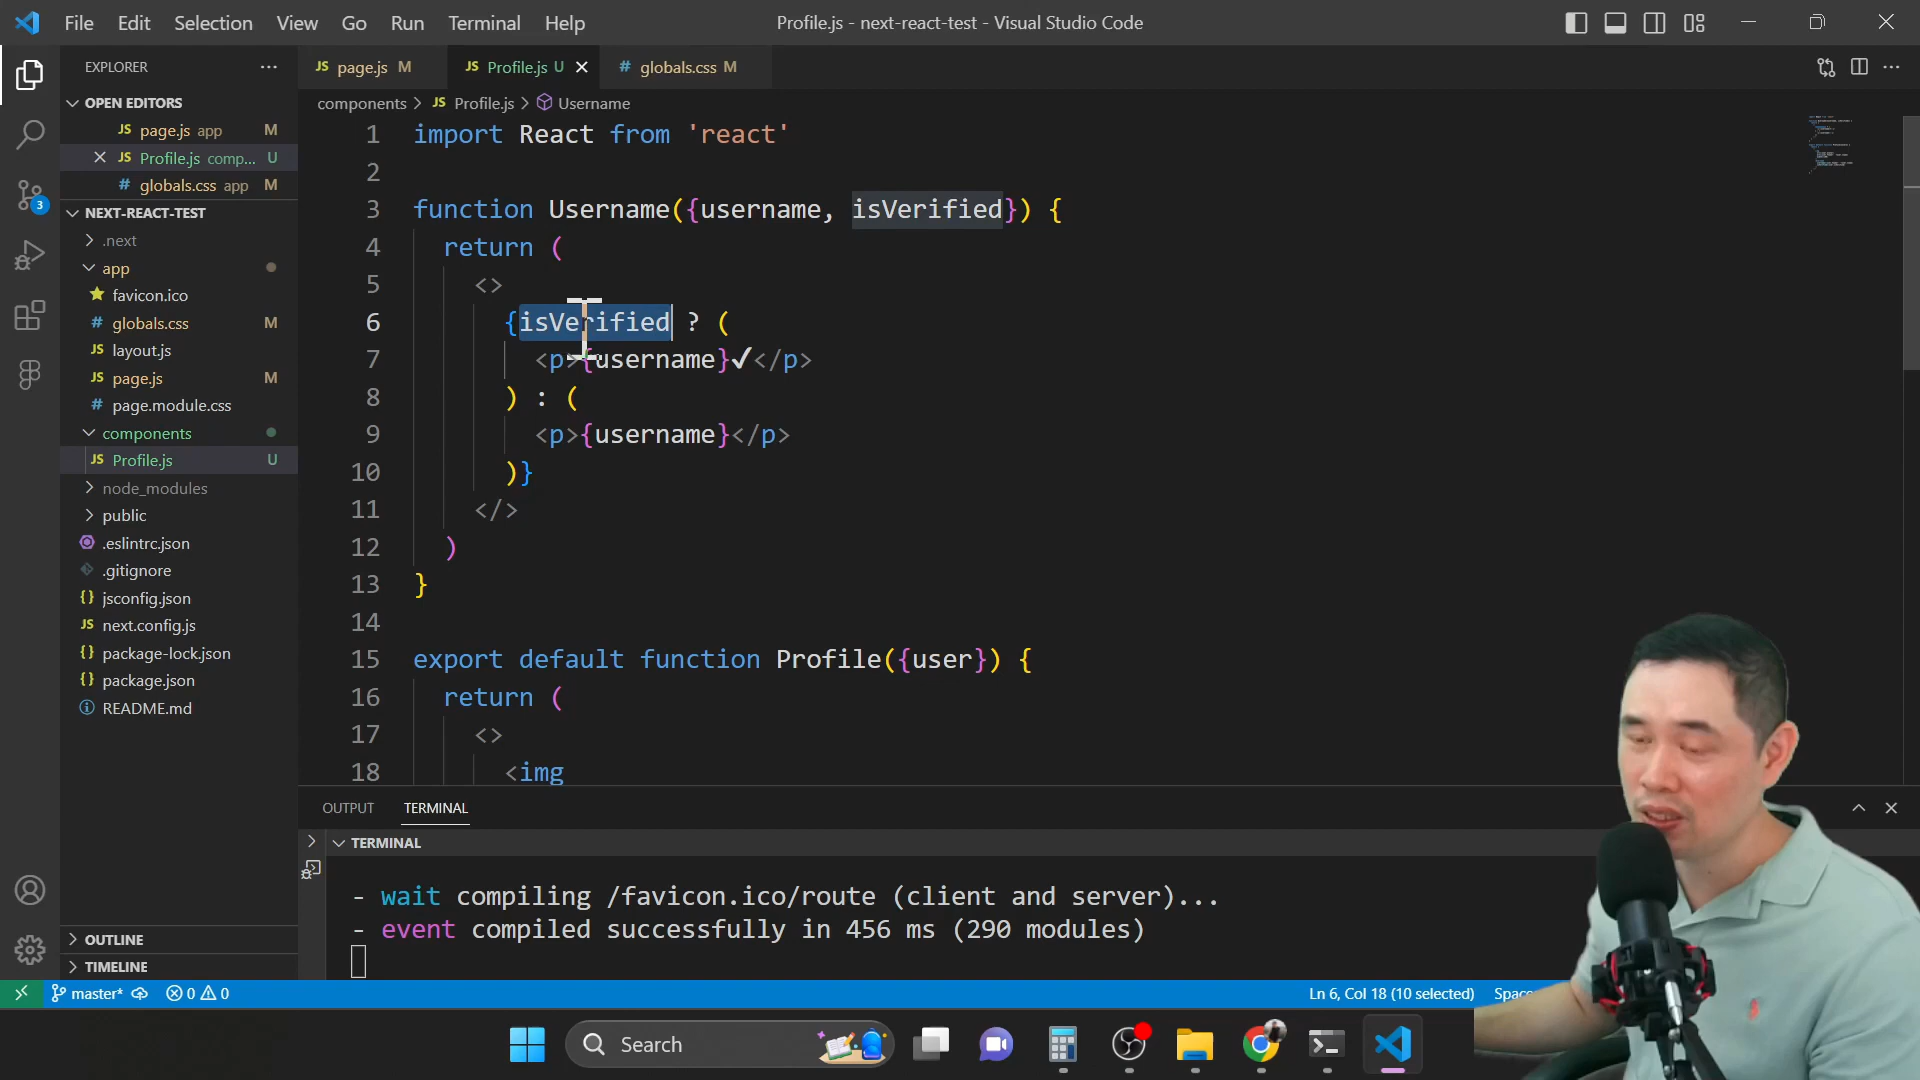 File Edit Selection View Go Run Terminal Help
Profile.js - next-react-test - Visual Studio Code
EXPLORER
OPEN EDITORS
page.js app M
Profile.js comp... U
globals.css app M
NEXT-REACT-TEST
.next
app
favicon.ico
globals.css
layout.js
page.js M
page.module.css
components
Profile.js U
node_modules
public
.eslintrc.json
.gitignore
jsconfig.json
next.config.js
package-lock.json
package.json
README.md
OUTLINE
TIMELINE
3
JS page.js M
JS Profile.js U
# globals.css M
components > JS Profile.js > Username
1 import React from 'react'
2
3 function Username({username, isVerified}) {
4 return (
5 <>
6 {isVerified ? (
7 <p>{username}✔</p>
8 ) : (
9 <p>{username}</p>
10 )}
11 </>
12 )
13 }
14
15 export default function Profile({user}) {
16 return (
17 <>
18 <img
OUTPUT TERMINAL
TERMINAL
- wait compiling /favicon.ico/route (client and server)...
- event compiled successfully in 456 ms (290 modules)
master* 0 0
Ln 6, Col 18 (10 selected)
Search